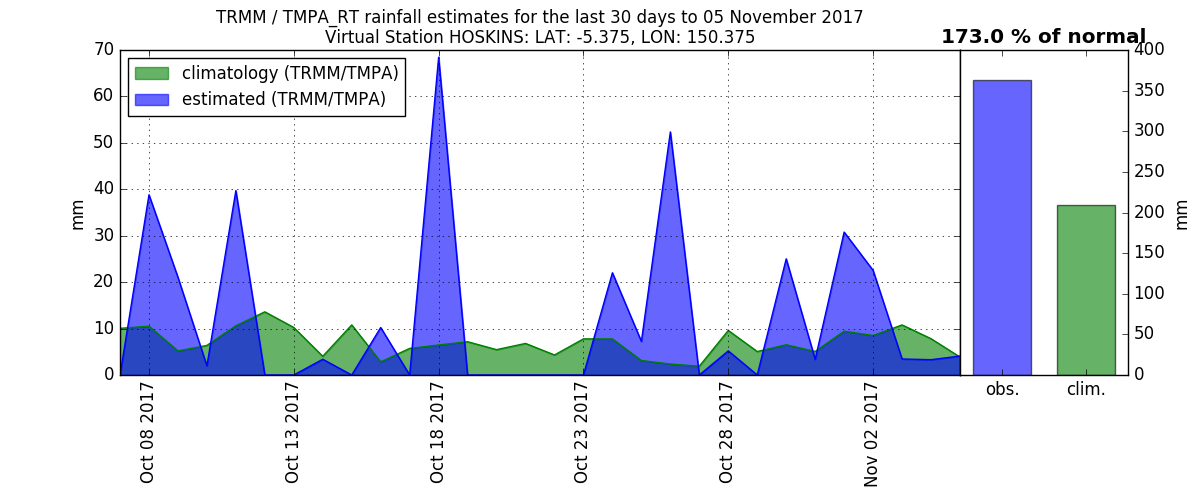 TRMM / TMPA_RT rainfall estimates for the last 30 days to 05 November 2017
Virtual Station HOSKINS: LAT: -5.375, LON: 150.375
173.0 % of normal
climatology (TRMM/TMPA)
estimated (TRMM/TMPA)
70
60
50
40
30
20
10
0
mm
Oct 08 2017
Oct 13 2017
Oct 18 2017
Oct 23 2017
Oct 28 2017
Nov 02 2017
obs.
clim.
400
350
300
250
200
150
100
50
0
mm